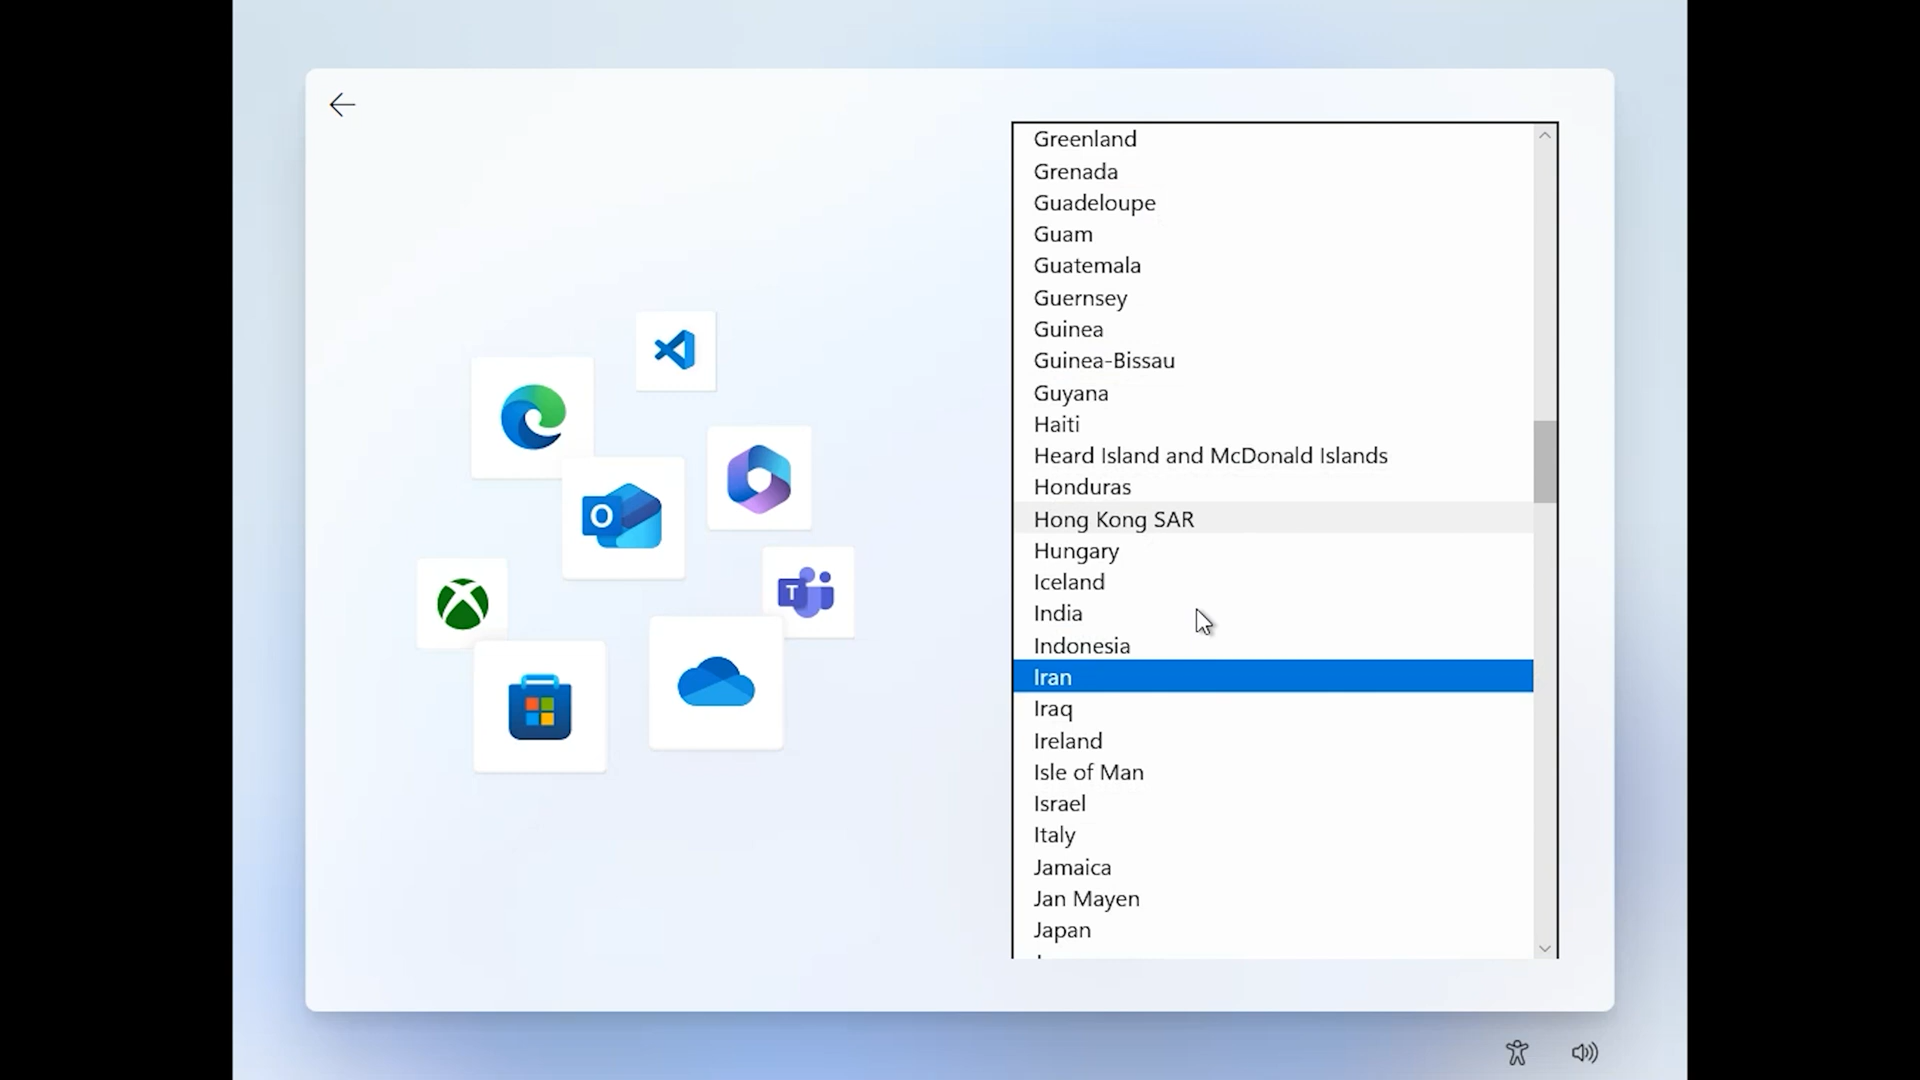 Greenland
Grenada
Guadeloupe
Guam
Guatemala
Guernsey
Guinea
Guinea-Bissau
Guyana
Haiti
Heard Island and McDonald Islands
Honduras
Hong Kong SAR
Hungary
Iceland
India
Indonesia
Iran
Iraq
Ireland
Isle of Man
Israel
Italy
Jamaica
Jan Mayen
Japan
O
T